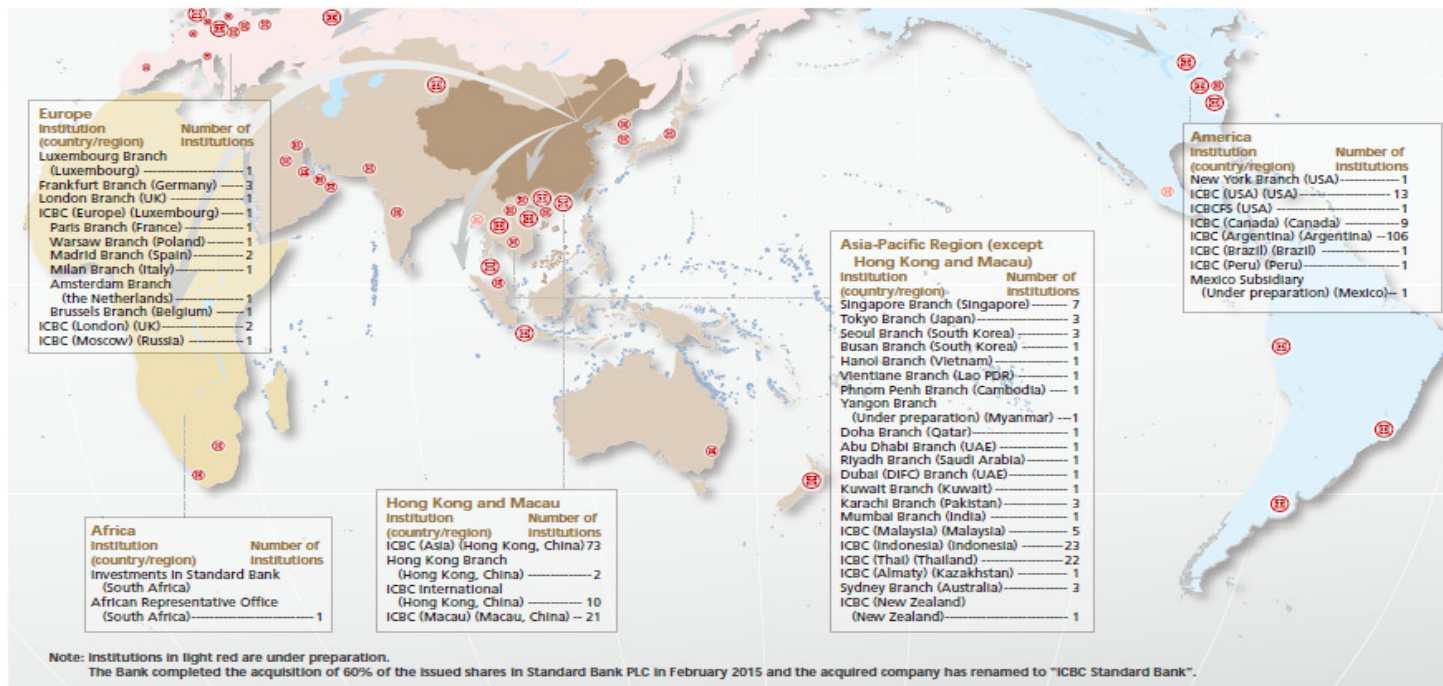 Europe
Institution Number of
(country/region) institutions
Luxembourg Branch
(Luxembourg) ------------------- 1
Frankfurt Branch (Germany) ----- 3
London Branch (UK)-------------- 1
ICBC (Europe) (Luxembourg)------ 1
Paris Branch (France)----------- 1
Warsaw Branch (Poland)---------- 1
Madrid Branch (Spain) ---------- 2
Milan Branch (Italy)------------ 1
Amsterdam Branch
(the Netherlands) -------------- 1
Brussels Branch (Belgium) ------ 1
ICBC (London) (UK)-------------- 2
ICBC (Moscow) (Russia) --------- 1
Africa
Institution Number of
(country/region) institutions
Investments in Standard Bank
(South Africa)
African Representative Office
(South Africa)---------------------------- 1
Hong Kong and Macau
Institution Number of
(country/region) institutions
ICBC (Asia) (Hong Kong, China) 73
Hong Kong Branch
(Hong Kong, China) -------------- 2
ICBC International
(Hong Kong, China) ------------ 10
ICBC (Macau) (Macau, China) -- 21
Asia-Pacific Region (except
Hong Kong and Macau)
Institution Number of
(country/region) institutions
Singapore Branch (Singapore)--------- 7
Tokyo Branch (Japan)------------------ 3
Seoul Branch (South Korea) ----------- 3
Busan Branch (South Korea) ----------- 1
Hanoi Branch (Vietnam)---------------- 1
Vientiane Branch (Lao PDR)------------ 1
Phnom Penh Branch (Cambodia) ---- 1
Yangon Branch
(Under preparation) (Myanmar) ---1
Doha Branch (Qatar)-------------------- 1
Abu Dhabi Branch (UAE)--------------- 1
Riyadh Branch (Saudi Arabia)---------- 1
Dubai (DIFC) Branch (UAE)------------- 1
Kuwait Branch (Kuwait)---------------- 1
Karachi Branch (Pakistan) ------------- 3
Mumbai Branch (India)----------------- 1
ICBC (Malaysia) (Malaysia) ------------ 5
ICBC (Indonesia) (Indonesia) --------23
ICBC (Thai) (Thailand) ----------------22
ICBC (Almaty) (Kazakhstan) ---------- 1
Sydney Branch (Australia)------------- 3
ICBC (New Zealand)
(New Zealand)------------------------ 1
America
Institution Number of
(country/region) institutions
New York Branch (USA)------------- 1
ICBC (USA) (USA)------------------- 13
ICBCFS (USA) ----------------------- 1
ICBC (Canada) (Canada) ----------- 9
ICBC (Argentina) (Argentina) --106
ICBC (Brazil) (Brazil) -------------- 1
ICBC (Peru) (Peru)------------------ 1
Mexico Subsidiary
(Under preparation) (Mexico)-- 1
Note: Institutions in light red are under preparation.
The Bank completed the acquisition of 60% of the issued shares in Standard Bank PLC in February 2015 and the acquired company has renamed to "ICBC Standard Bank".